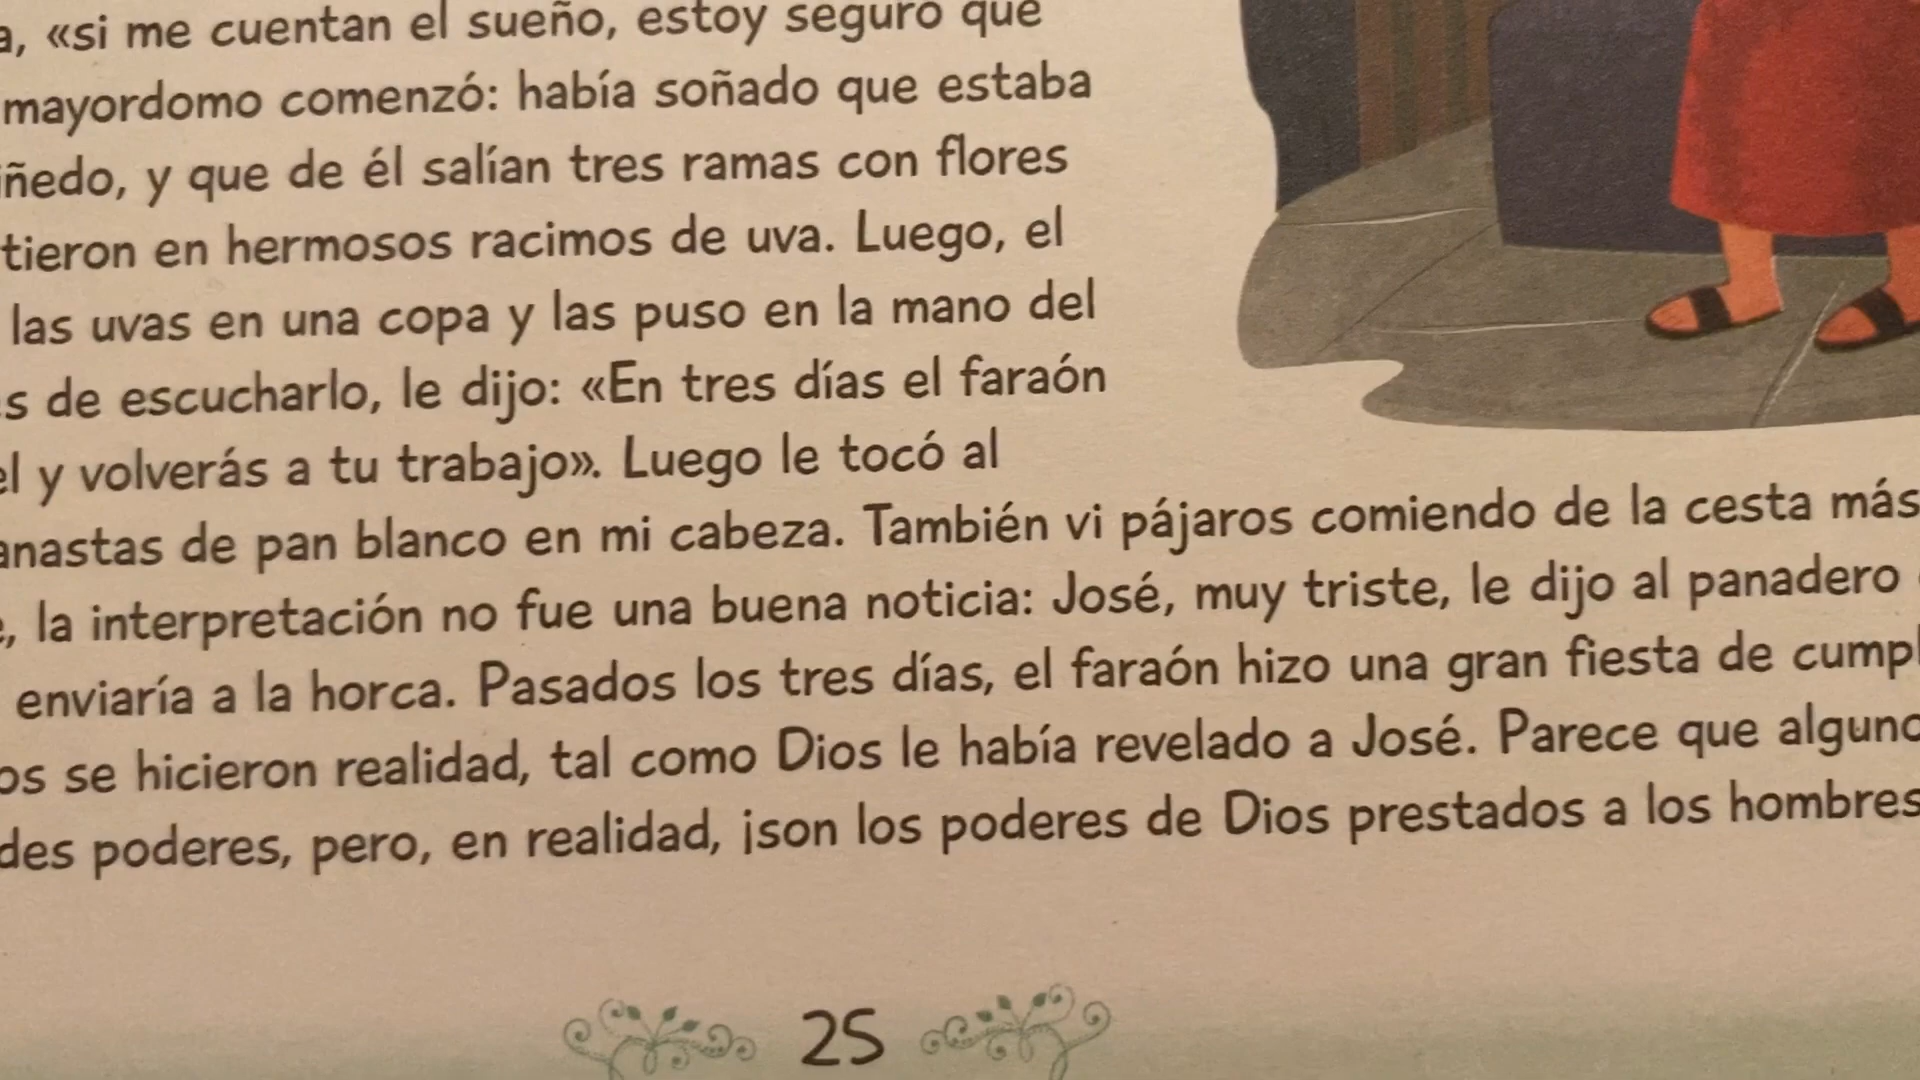 «si me cuentan el sueño, estoy seguro que
mayordomo comenzó: había soñado que estaba
y que de él salían tres ramas con flores
tieron en hermosos racimos de uva. Luego, el
las uvas en una copa y las puso en la mano del
s de escucharlo, le dijo: «En tres días el faraón
el y volverás a tu trabajo». Luego le tocó al
anastas de pan blanco en mi cabeza. También vi pájaros comiendo de la cesta más
, la interpretación no fue una buena noticia: José, muy triste, le dijo al panadero
enviaría a la horca. Pasados los tres días, el faraón hizo una gran fiesta de cumpl
os se hicieron realidad, tal como Dios le había revelado a José. Parece que alguno
des poderes, pero, en realidad, ¡son los poderes de Dios prestados a los hombres
25